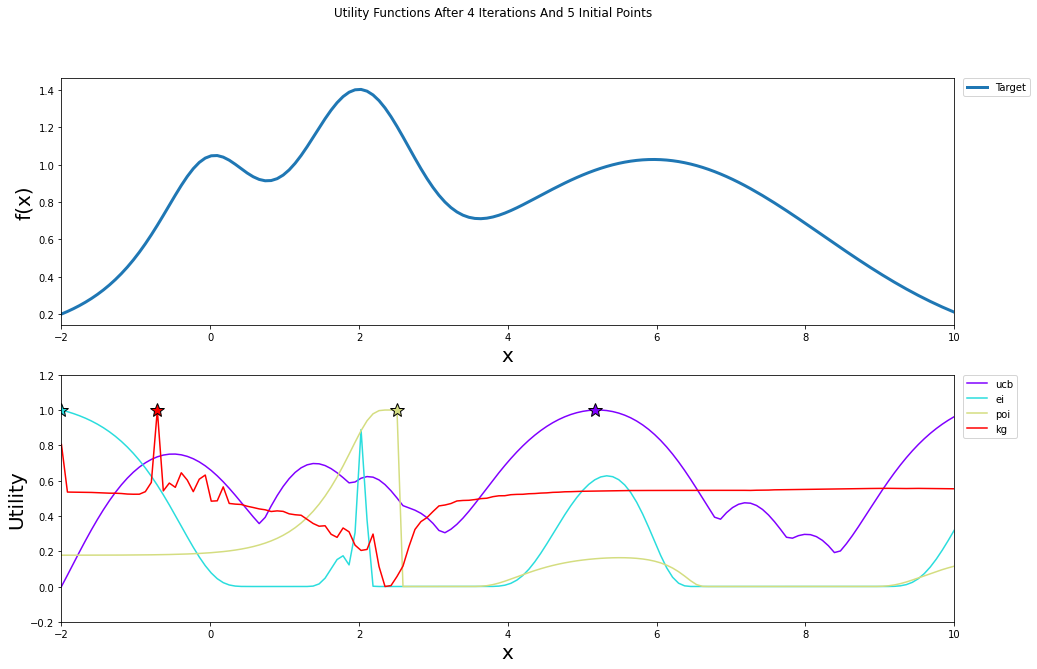 Utility Functions After 4 Iterations And 5 Initial Points
1.4
1.2
1.0
0.8
0.6
0.4
0.2
f(x)
−2
0
2
4
6
8
10
x
Target
1.2
1.0
0.8
0.6
0.4
0.2
0.0
−0.2
Utility
−2
0
2
4
6
8
10
x
ucb
ei
poi
kg